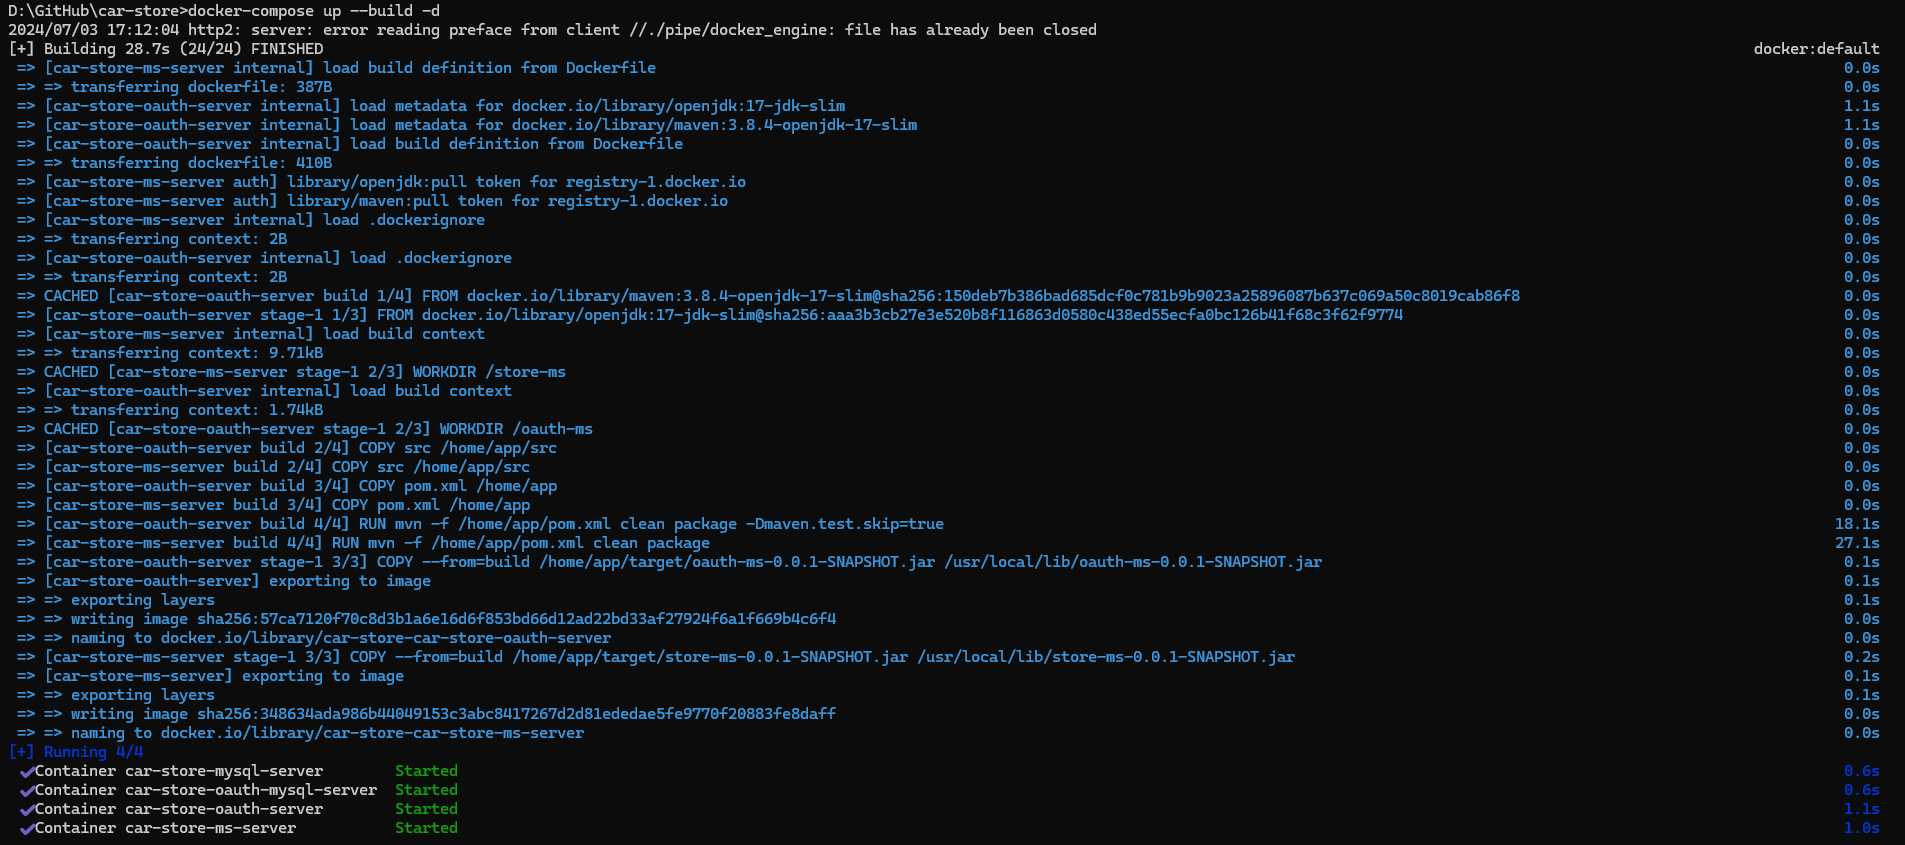 D:\GitHub\car-store>docker-compose up --build -d
2024/07/03 17:12:04 http2: server: error reading preface from client //./pipe/docker_engine: file has already been closed
[+] Building 28.7s (24/24) FINISHED docker:default
=> [car-store-ms-server internal] load build definition from Dockerfile 0.0s
=> => transferring dockerfile: 387B 0.0s
=> [car-store-oauth-server internal] load metadata for docker.io/library/openjdk:17-jdk-slim 1.1s
=> [car-store-oauth-server internal] load metadata for docker.io/library/maven:3.8.4-openjdk-17-slim 1.1s
=> [car-store-oauth-server internal] load build definition from Dockerfile 0.0s
=> => transferring dockerfile: 410B 0.0s
=> [car-store-ms-server auth] library/openjdk:pull token for registry-1.docker.io 0.0s
=> [car-store-ms-server auth] library/maven:pull token for registry-1.docker.io 0.0s
=> [car-store-ms-server internal] load .dockerignore 0.0s
=> => transferring context: 2B 0.0s
=> [car-store-oauth-server internal] load .dockerignore 0.0s
=> => transferring context: 2B 0.0s
=> CACHED [car-store-oauth-server build 1/4] FROM docker.io/library/maven:3.8.4-openjdk-17-slim@sha256:150deb7b386bad685dcf0c781b9b9023a25896087b637c069a50c8019cab86f8 0.0s
=> [car-store-oauth-server stage-1 1/3] FROM docker.io/library/openjdk:17-jdk-slim@sha256:aaa3b3cb27e3e520b8f116863d0580c438ed55ecfa0bc126b41f68c3f62f9774 0.0s
=> [car-store-ms-server internal] load build context 0.0s
=> => transferring context: 9.71kB 0.0s
=> CACHED [car-store-ms-server stage-1 2/3] WORKDIR /store-ms 0.0s
=> [car-store-oauth-server internal] load build context 0.0s
=> => transferring context: 1.74kB 0.0s
=> CACHED [car-store-oauth-server stage-1 2/3] WORKDIR /oauth-ms 0.0s
=> [car-store-oauth-server build 2/4] COPY src /home/app/src 0.0s
=> [car-store-ms-server build 2/4] COPY src /home/app/src 0.0s
=> [car-store-oauth-server build 3/4] COPY pom.xml /home/app 0.0s
=> [car-store-ms-server build 3/4] COPY pom.xml /home/app 0.0s
=> [car-store-oauth-server build 4/4] RUN mvn -f /home/app/pom.xml clean package -Dmaven.test.skip=true 18.1s
=> [car-store-ms-server build 4/4] RUN mvn -f /home/app/pom.xml clean package 27.1s
=> [car-store-oauth-server stage-1 3/3] COPY --from=build /home/app/target/oauth-ms-0.0.1-SNAPSHOT.jar /usr/local/lib/oauth-ms-0.0.1-SNAPSHOT.jar 0.1s
=> [car-store-oauth-server] exporting to image 0.1s
=> => exporting layers 0.1s
=> => writing image sha256:57ca7120f70c8d3b1a6e16d6f853bd66d12ad22bd33af27924f6a1f669b4c6f4 0.0s
=> => naming to docker.io/library/car-store-car-store-oauth-server 0.0s
=> [car-store-ms-server stage-1 3/3] COPY --from=build /home/app/target/store-ms-0.0.1-SNAPSHOT.jar /usr/local/lib/store-ms-0.0.1-SNAPSHOT.jar 0.2s
=> [car-store-ms-server] exporting to image 0.1s
=> => exporting layers 0.1s
=> => writing image sha256:348634ada986b44049153c3abc8417267d2d81ededae5fe9770f20883fe8daff 0.0s
=> => naming to docker.io/library/car-store-car-store-ms-server 0.0s
[+] Running 4/4
✔Container car-store-mysql-server Started 0.6s
✔Container car-store-oauth-mysql-server Started 0.6s
✔Container car-store-oauth-server Started 1.1s
✔Container car-store-ms-server Started 1.0s